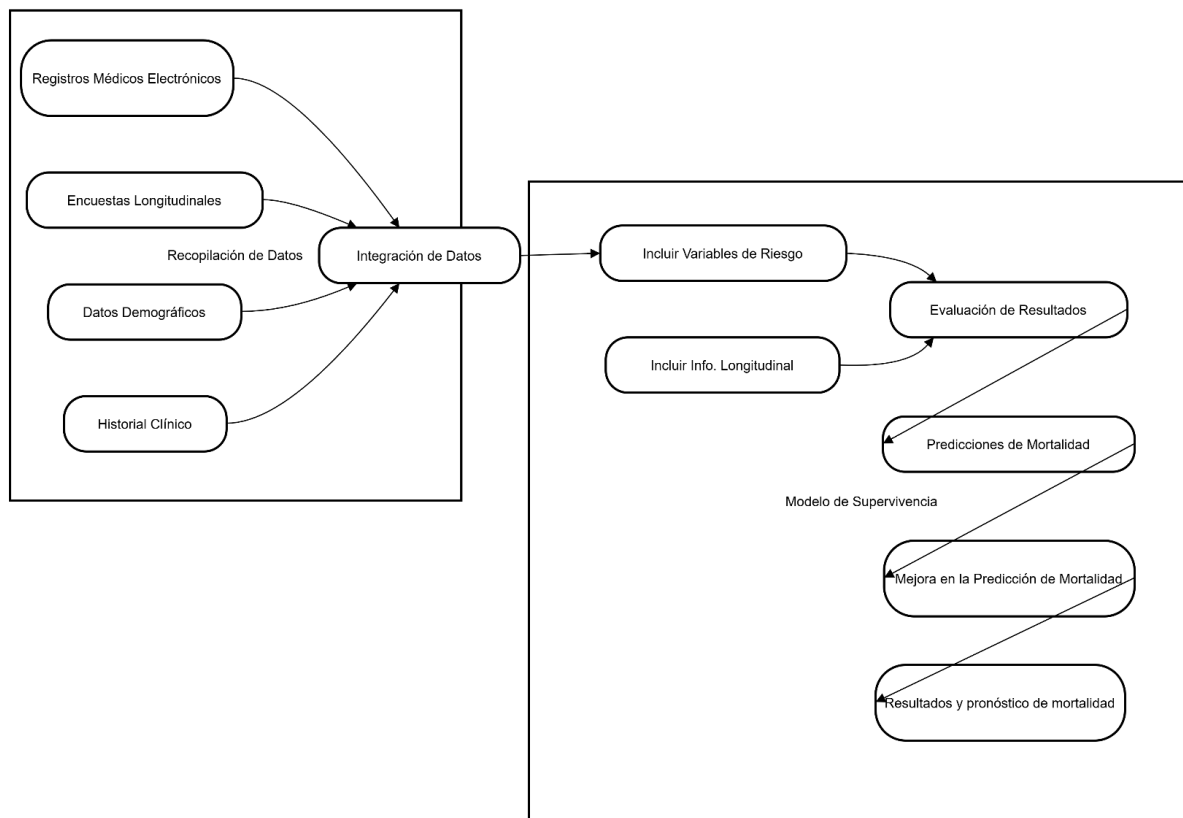 Registros Médicos Electrónicos
Encuestas Longitudinales
Recopilación de Datos
Integración de Datos
Datos Demográficos
Historial Clínico
Incluir Variables de Riesgo
Evaluación de Resultados
Incluir Info. Longitudinal
Predicciones de Mortalidad
Modelo de Supervivencia
Mejora en la Predicción de Mortalidad
Resultados y pronóstico de mortalidad